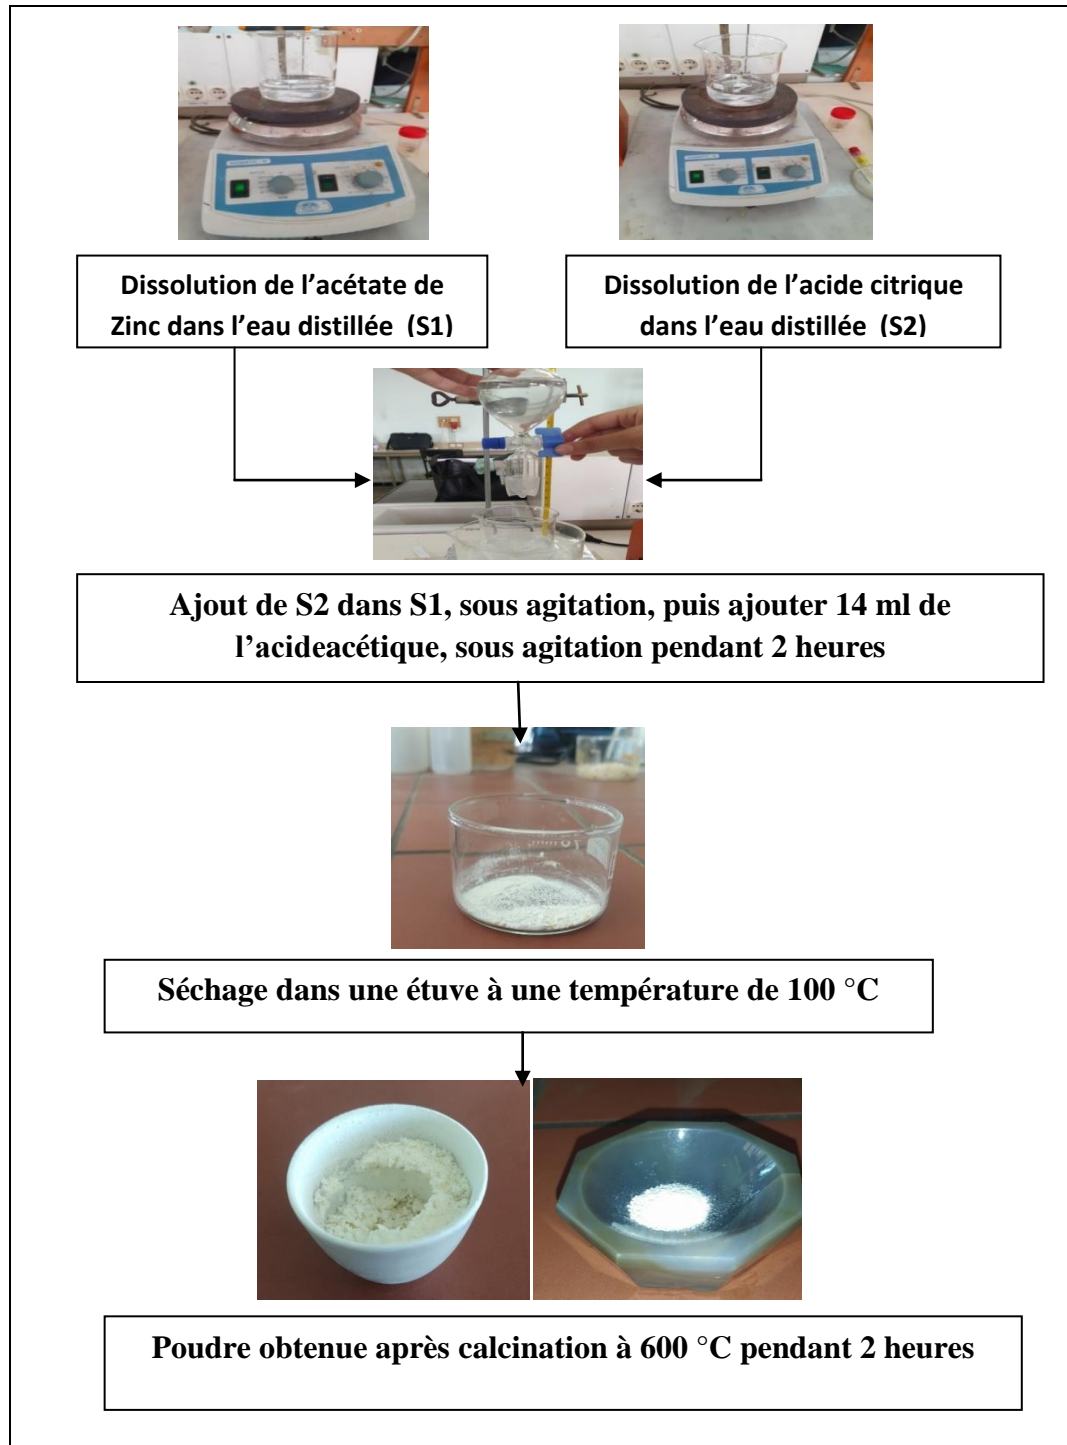 Dissolution de l’acétate de
Zinc dans l’eau distillée (S1)
Dissolution de l’acide citrique
dans l’eau distillée (S2)
Ajout de S2 dans S1, sous agitation, puis ajouter 14 ml de
l’acideacétique, sous agitation pendant 2 heures
Séchage dans une étuve à une température de 100 °C
Poudre obtenue après calcination à 600 °C pendant 2 heures